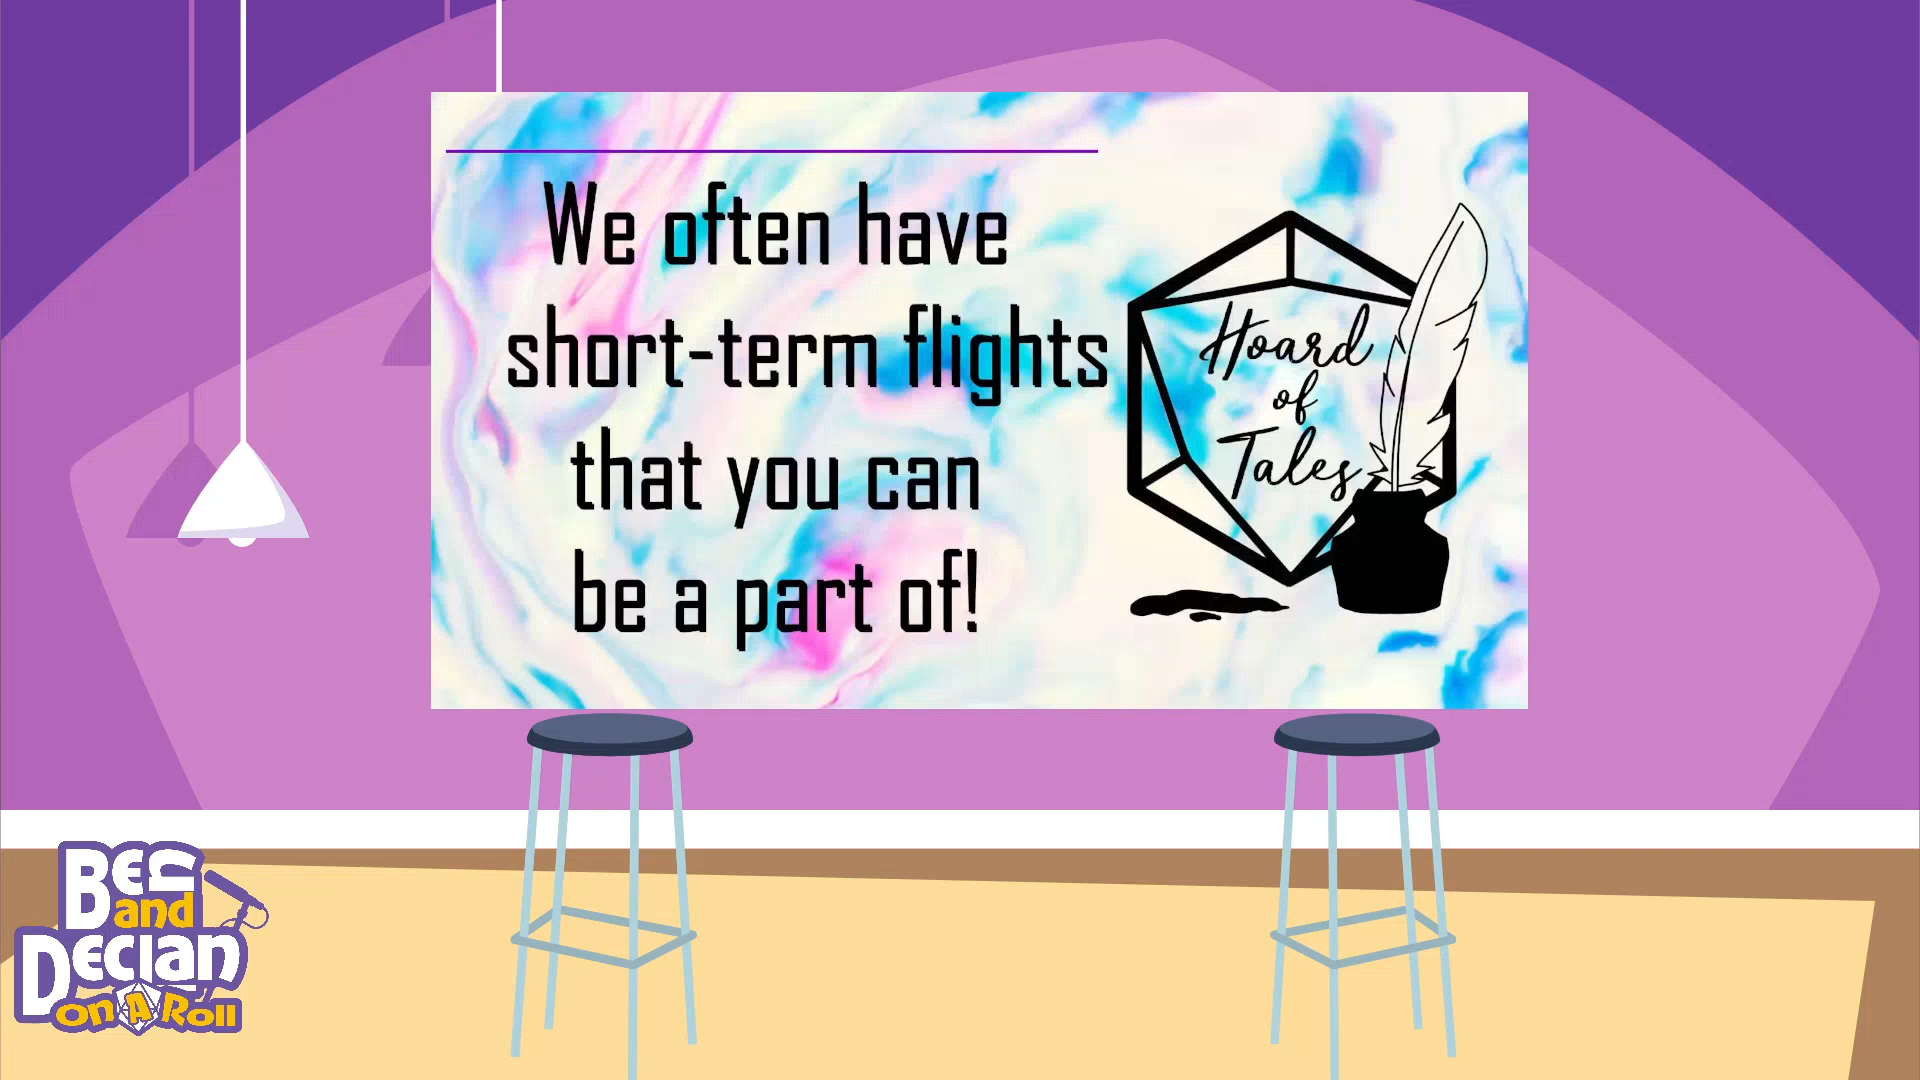 We often have
short-term flights
that you can
be a part of!
Hoard
of
Tales
Ben
and
Declan
On A Roll